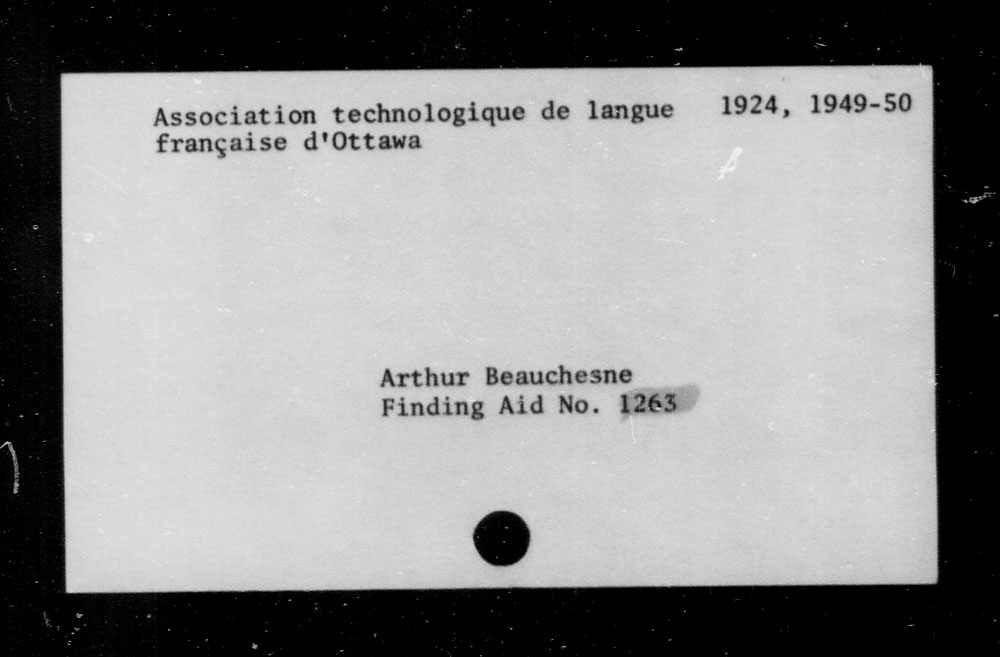 Association technologique de langue 1924, 1949-50
française d'Ottawa
Arthur Beauchesne
Finding Aid No. 1263